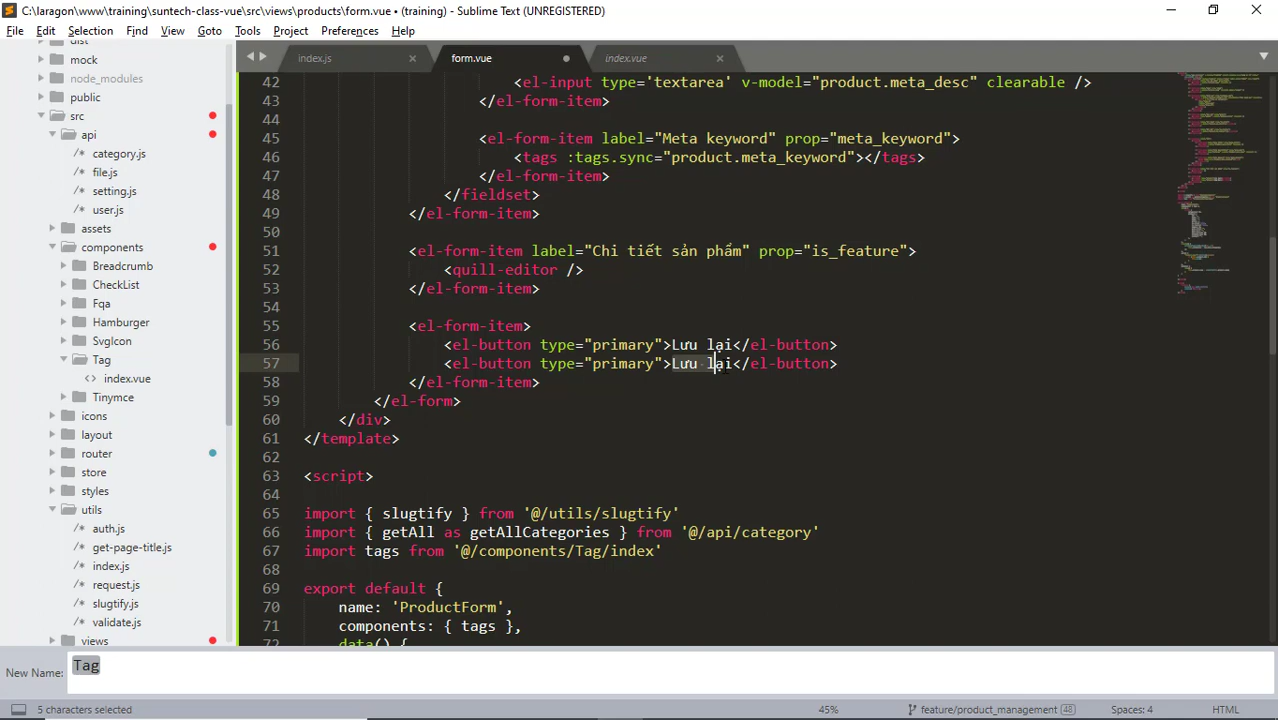 C:\laragon\www\training\suntech-class-vue\src\views\products\form.vue • (training) - Sublime Text (UNREGISTERED)
File Edit Selection Find View Goto Tools Project Preferences Help
index.js form.vue index.vue
dist
mock
node_modules
public
src
api
category.js
file.js
setting.js
user.js
assets
components
Breadcrumb
CheckList
Fqa
Hamburger
SvgIcon
Tag
index.vue
Tinymce
icons
layout
router
store
styles
utils
auth.js
get-page-title.js
index.js
request.js
slugtify.js
validate.js
views
42 <el-input type='textarea' v-model="product.meta_desc" clearable />
43 </el-form-item>
44
45 <el-form-item label="Meta keyword" prop="meta_keyword">
46 <tags :tags.sync="product.meta_keyword"></tags>
47 </el-form-item>
48 </fieldset>
49 </el-form-item>
50
51 <el-form-item label="Chi tiết sản phẩm" prop="is_feature">
52 <quill-editor />
53 </el-form-item>
54
55 <el-form-item>
56 <el-button type="primary">Lưu lại</el-button>
57 <el-button type="primary">Lưu lại</el-button>
58 </el-form-item>
59 </el-form>
60 </div>
61 </template>
62
63 <script>
64
65 import { slugtify } from '@/utils/slugtify'
66 import { getAll as getAllCategories } from '@/api/category'
67 import tags from '@/components/Tag/index'
68
69 export default {
70 name: 'ProductForm',
71 components: { tags },
72 data() {
New Name: Tag
5 characters selected 45% feature/product_management 48 Spaces: 4 HTML